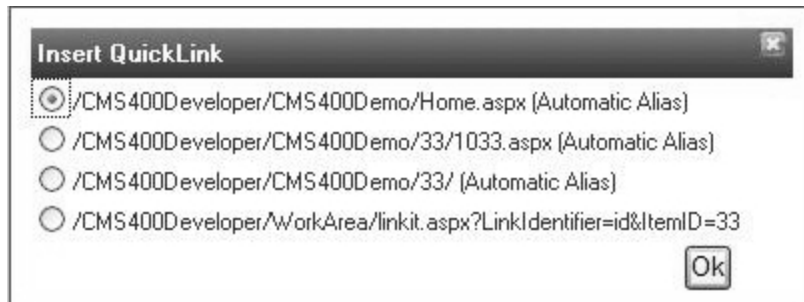 Insert QuickLink
/CMS400Developer/CMS400Demo/Home.aspx (Automatic Alias)
/CMS400Developer/CMS400Demo/33/1033.aspx (Automatic Alias)
/CMS400Developer/CMS400Demo/33/ (Automatic Alias)
/CMS400Developer/WorkArea/linkit.aspx?LinkIdentifier=id&ItemID=33
Ok